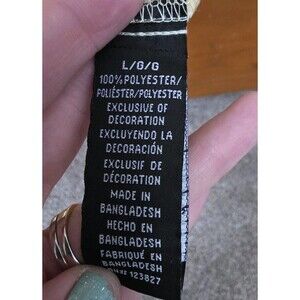 L/G/G
100% POLYESTER/
POLIÉSTER/POLYESTER
EXCLUSIVE OF
DECORATION
EXCLUYENDO LA
DECORACIÓN
EXCLUSIF DE
DÉCORATION
MADE IN
BANGLADESH
HECHO EN
BANGLADESH
FABRIQUÉ EN
BANGLADESH
123827